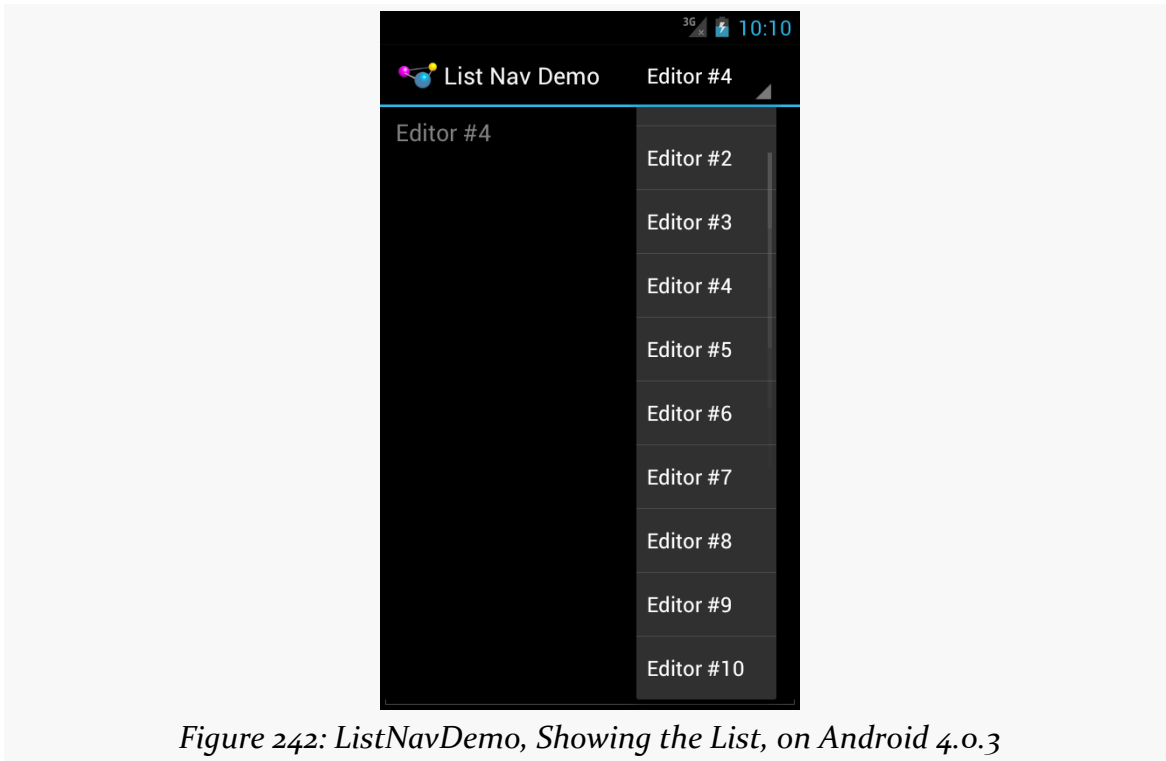 3G 10:10
List Nav Demo Editor #4
Editor #4
Editor #2
Editor #3
Editor #4
Editor #5
Editor #6
Editor #7
Editor #8
Editor #9
Editor #10
Figure 242: ListNavDemo, Showing the List, on Android 4.0.3